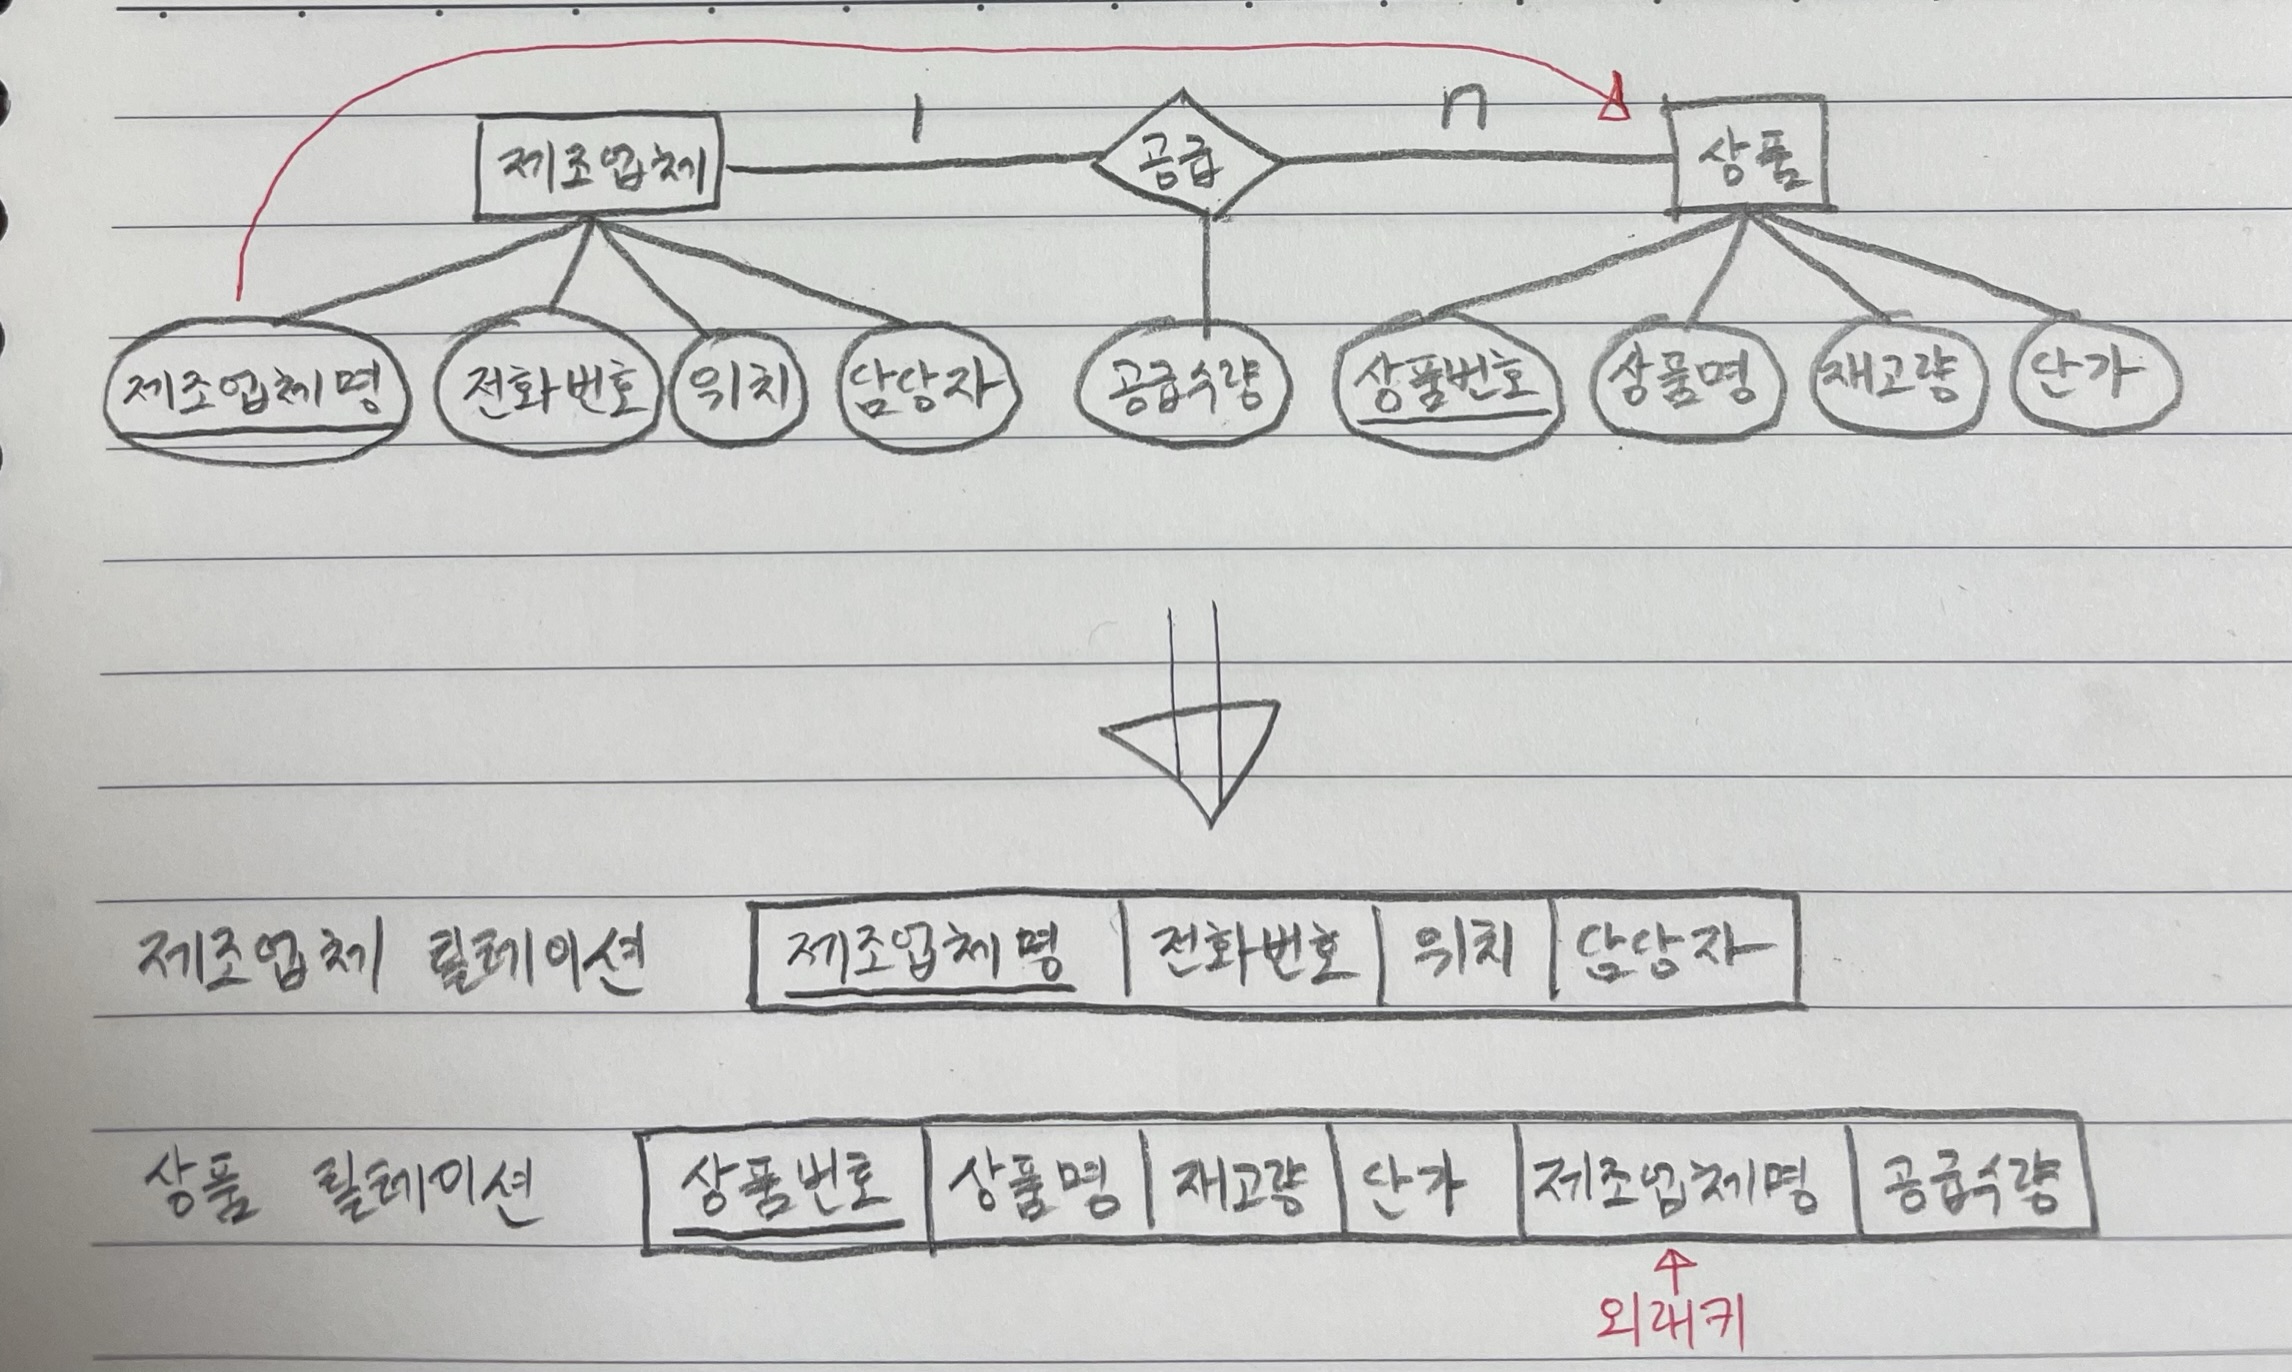 제조업체 1 공급 n 상품
제조업체명 전화번호 위치 담당자 공급수량 상품번호 상품명 재고량 단가
제조업체 릴레이션 제조업체명 전화번호 위치 담당자
상품 릴레이션 상품번호 상품명 재고량 단가 제조업체명 공급수량
외래키